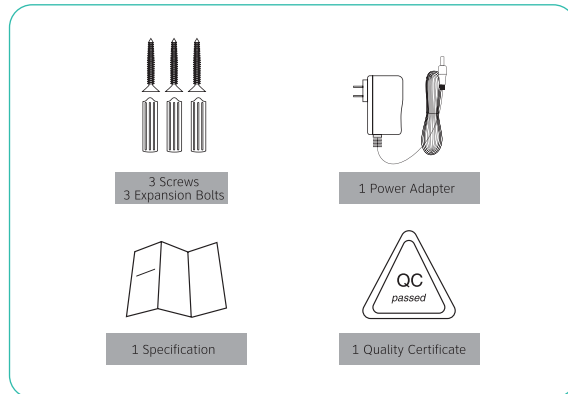 3 Screws
3 Expansion Bolts
1 Power Adapter
1 Specification
QC
passed
1 Quality Certificate